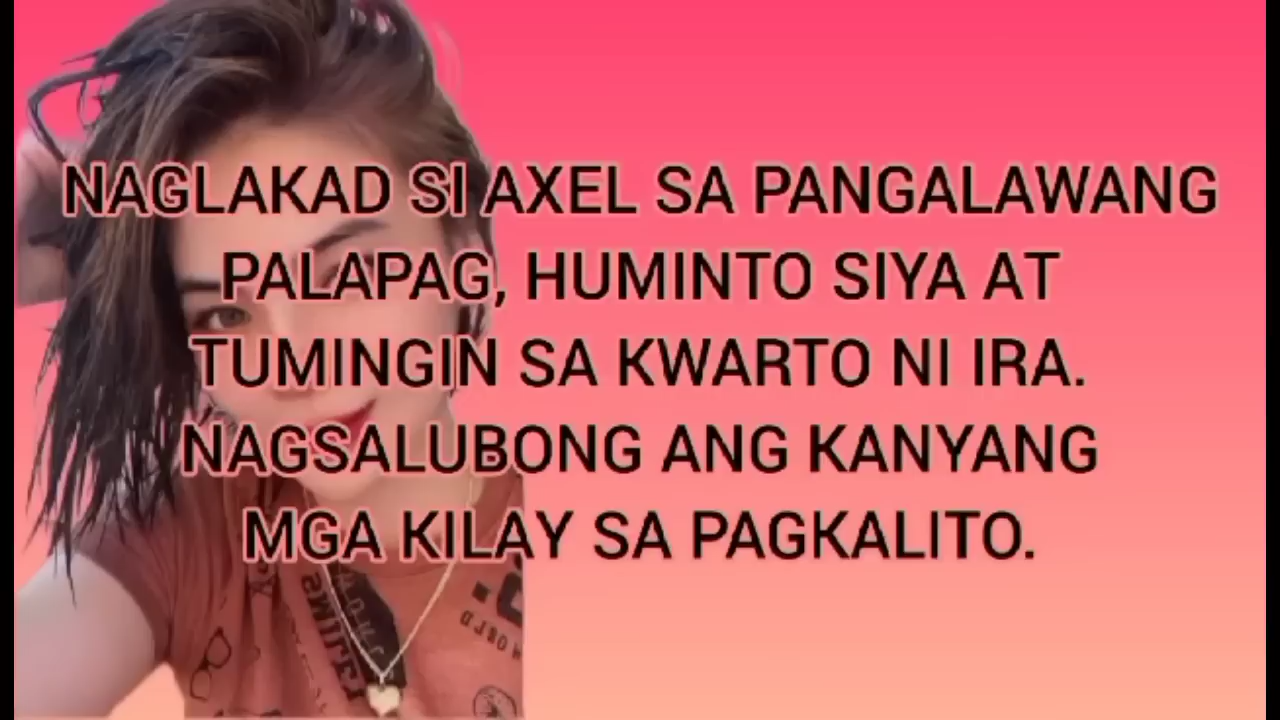 NAGLAKAD SI AXEL SA PANGALAWANG
PALAPAG, HUMINTO SIYA AT
TUMINGIN SA KWARTO NI IRA.
NAGSALUBONG ANG KANYANG
MGA KILAY SA PAGKALITO.